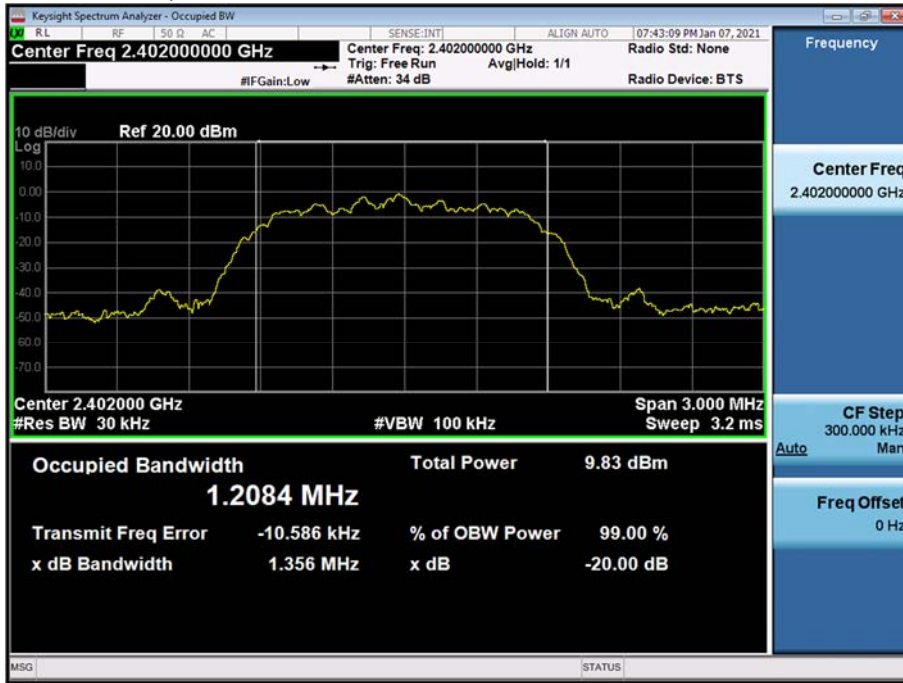 Keysight Spectrum Analyzer - Occupied BW
LXI RL RF 50 Ω AC SENSE:INT ALIGN AUTO 07:43:09 PM Jan 07, 2021
Center Freq 2.402000000 GHz Center Freq: 2.402000000 GHz Radio Std: None Frequency
Trig: Free Run Avg|Hold: 1/1
#IFGain:Low #Atten: 34 dB Radio Device: BTS
10 dB/div Ref 20.00 dBm
Log
10.0
0.00
-10.0
-20.0
-30.0
-40.0
-50.0
-60.0
-70.0
Center Freq
2.402000000 GHz
Center 2.402000 GHz Span 3.000 MHz
#Res BW 30 kHz #VBW 100 kHz Sweep 3.2 ms
CF Step
300.000 kHz
Auto Man
Occupied Bandwidth Total Power 9.83 dBm
1.2084 MHz
Transmit Freq Error -10.586 kHz % of OBW Power 99.00 %
x dB Bandwidth 1.356 MHz x dB -20.00 dB
Freq Offset
0 Hz
MSG STATUS